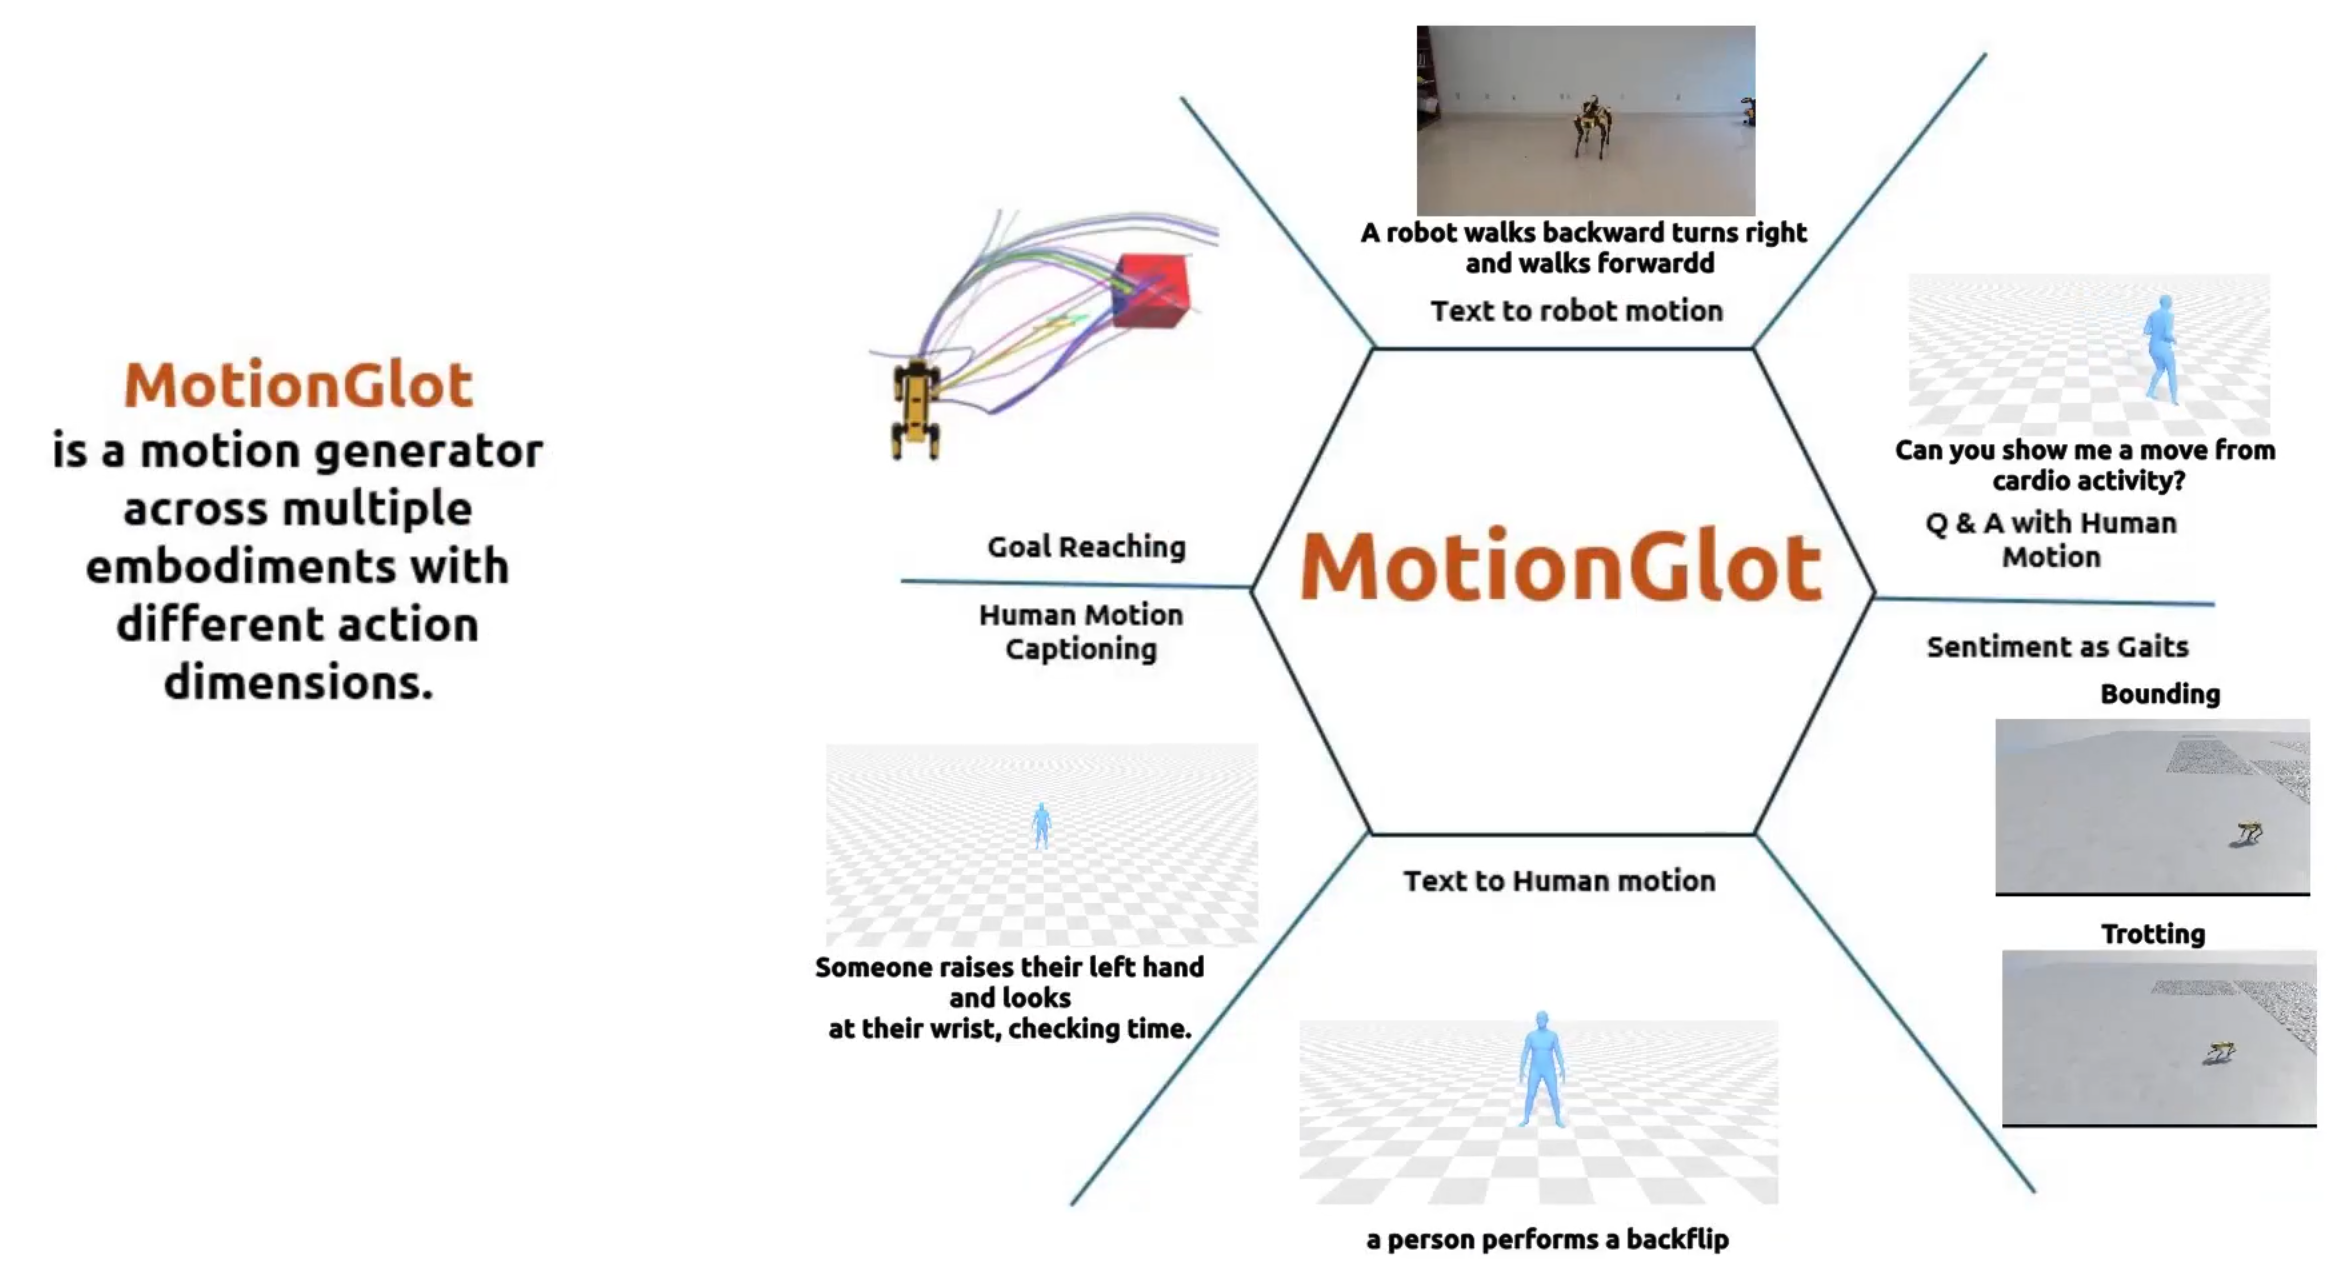 MotionGlot
is a motion generator
across multiple
embodiments with
different action
dimensions.
A robot walks backward turns right
and walks forwardd
Text to robot motion
Can you show me a move from
cardio activity?
Q & A with Human
Motion
Goal Reaching
MotionGlot
Human Motion
Captioning
Sentiment as Gaits
Bounding
Trotting
Someone raises their left hand
and looks
at their wrist, checking time.
Text to Human motion
a person performs a backflip